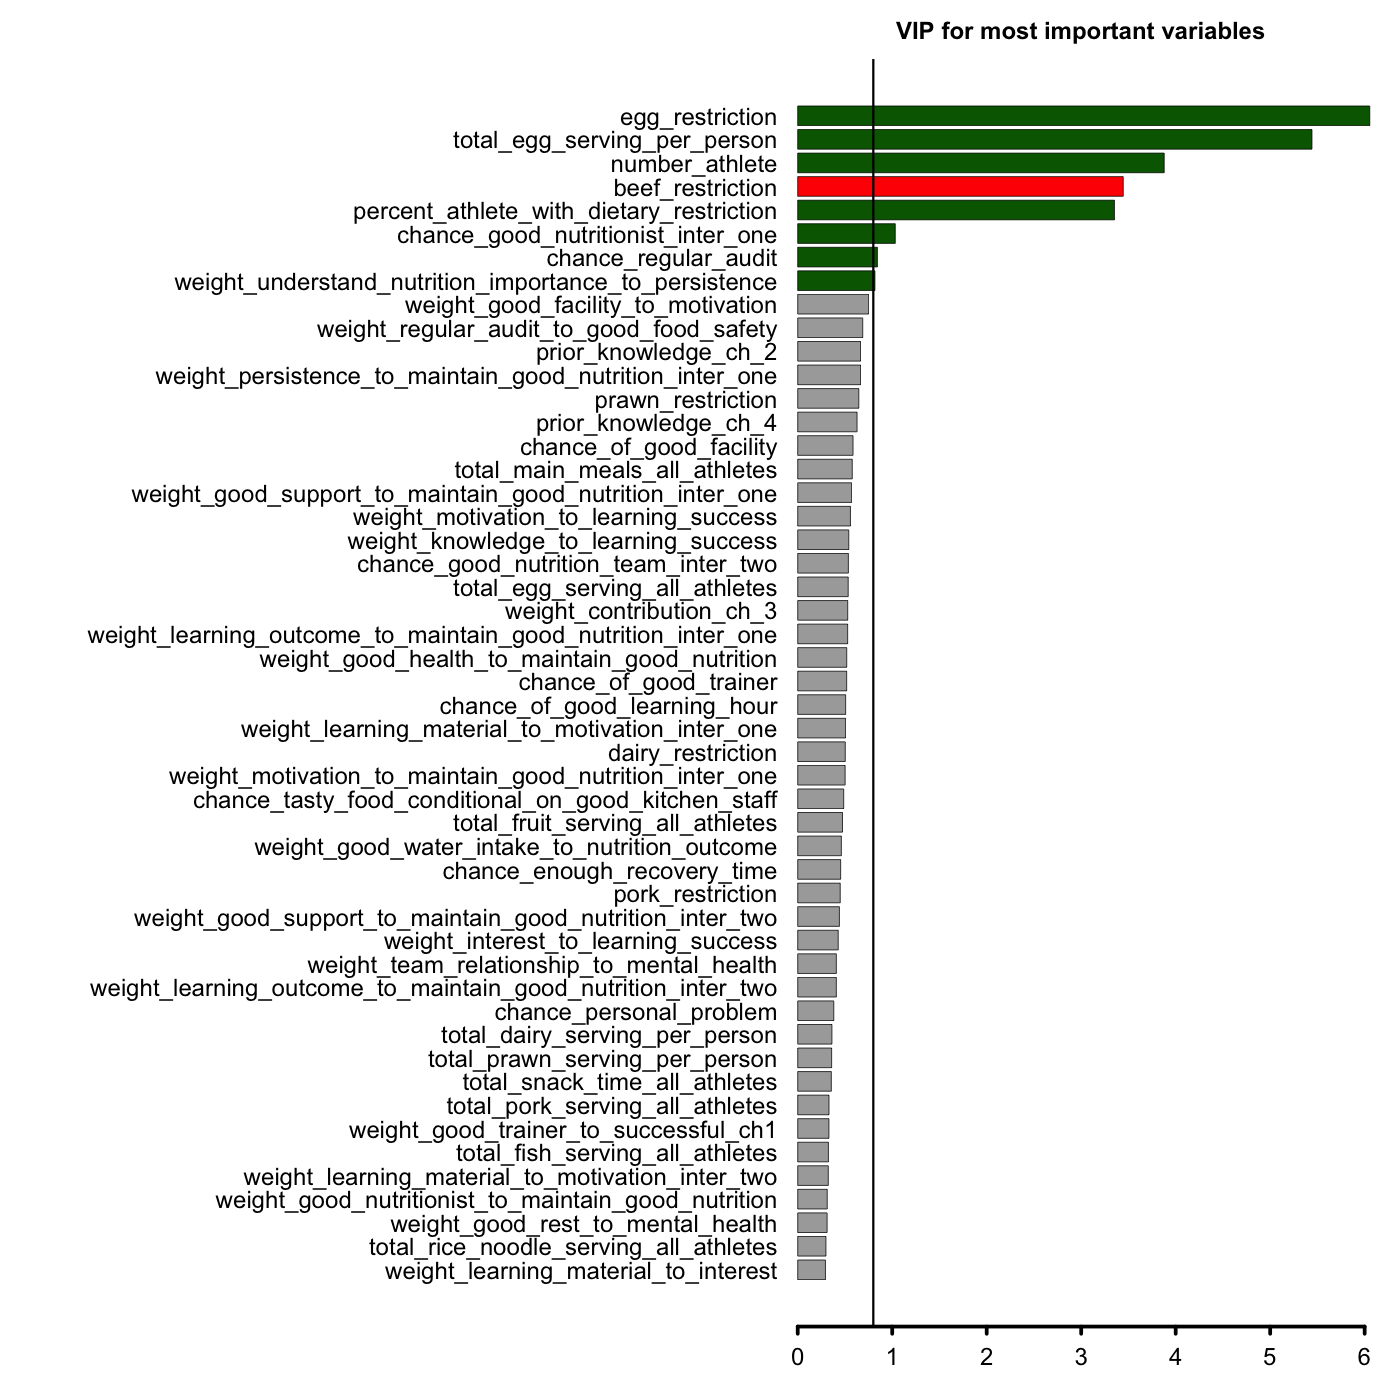 VIP for most important variables
egg_restriction
total_egg_serving_per_person
number_athlete
beef_restriction
percent_athlete_with_dietary_restriction
chance_good_nutritionist_inter_one
chance_regular_audit
weight_understand_nutrition_importance_to_persistence
weight_good_facility_to_motivation
weight_regular_audit_to_good_food_safety
prior_knowledge_ch_2
weight_persistence_to_maintain_good_nutrition_inter_one
prawn_restriction
prior_knowledge_ch_4
chance_of_good_facility
total_main_meals_all_athletes
weight_good_support_to_maintain_good_nutrition_inter_one
weight_motivation_to_learning_success
weight_knowledge_to_learning_success
chance_good_nutrition_team_inter_two
total_egg_serving_all_athletes
weight_contribution_ch_3
weight_learning_outcome_to_maintain_good_nutrition_inter_one
weight_good_health_to_maintain_good_nutrition
chance_of_good_trainer
chance_of_good_learning_hour
weight_learning_material_to_motivation_inter_one
dairy_restriction
weight_motivation_to_maintain_good_nutrition_inter_one
chance_tasty_food_conditional_on_good_kitchen_staff
total_fruit_serving_all_athletes
weight_good_water_intake_to_nutrition_outcome
chance_enough_recovery_time
pork_restriction
weight_good_support_to_maintain_good_nutrition_inter_two
weight_interest_to_learning_success
weight_team_relationship_to_mental_health
weight_learning_outcome_to_maintain_good_nutrition_inter_two
chance_personal_problem
total_dairy_serving_per_person
total_prawn_serving_per_person
total_snack_time_all_athletes
total_pork_serving_all_athletes
weight_good_trainer_to_successful_ch1
total_fish_serving_all_athletes
weight_learning_material_to_motivation_inter_two
weight_good_nutritionist_to_maintain_good_nutrition
weight_good_rest_to_mental_health
total_rice_noodle_serving_all_athletes
weight_learning_material_to_interest
0 1 2 3 4 5 6